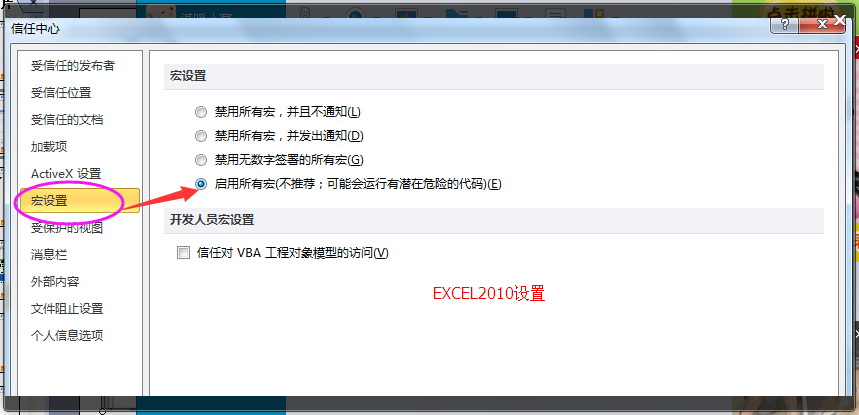 信任中心
受信任的发布者
受信任位置
受信任的文档
加载项
ActiveX 设置
宏设置
受保护的视图
消息栏
外部内容
文件阻止设置
个人信息选项
宏设置
禁用所有宏，并且不通知(L)
禁用所有宏，并发出通知(D)
禁用无数字签署的所有宏(G)
启用所有宏(不推荐；可能会运行有潜在危险的代码)(E)
开发人员宏设置
信任对 VBA 工程对象模型的访问(V)
EXCEL2010设置